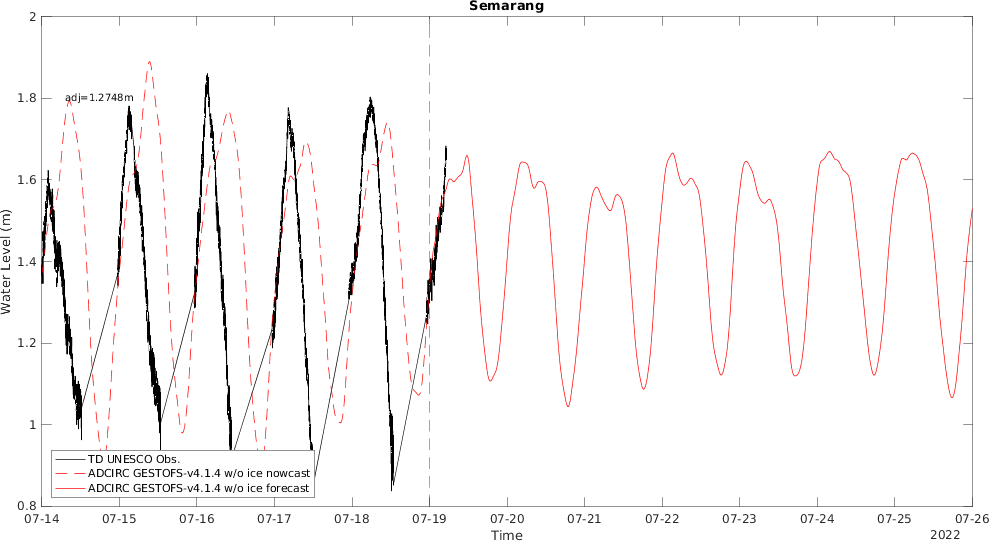 Semarang
2
1.8
1.6
1.4
1.2
1
0.8
Water Level (m)
adj=1.2748m
TD UNESCO Obs.
ADCIRC GESTOFS-v4.1.4 w/o ice nowcast
ADCIRC GESTOFS-v4.1.4 w/o ice forecast
07-14 07-15 07-16 07-17 07-18 07-19 07-20 07-21 07-22 07-23 07-24 07-25 07-26
Time
2022